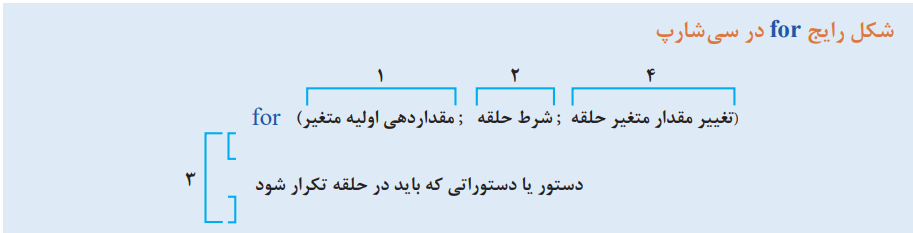 شکل رایج for در سی‌شارپ
۱ ۲ ۴
for (مقداردهی اولیه متغیر ; شرط حلقه ; تغییر مقدار متغیر حلقه)
۳
دستور یا دستوراتی که باید در حلقه تکرار شود